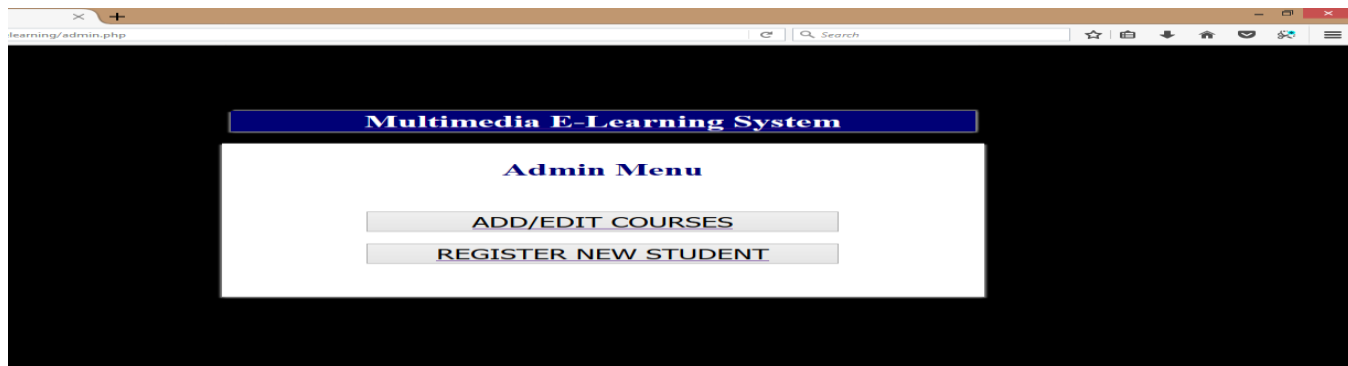 learning/admin.php
Search
Multimedia E-Learning System
Admin Menu
ADD/EDIT COURSES
REGISTER NEW STUDENT